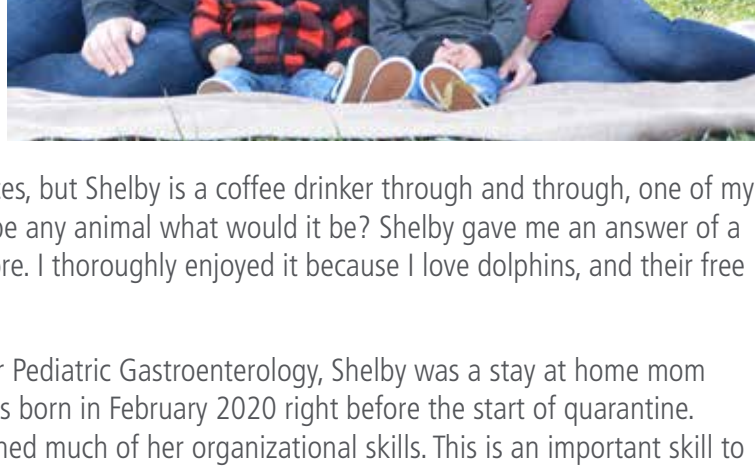 tes, but Shelby is a coffee drinker through and through, one of my
be any animal what would it be? Shelby gave me an answer of a
ore. I thoroughly enjoyed it because I love dolphins, and their free
r Pediatric Gastroenterology, Shelby was a stay at home mom
s born in February 2020 right before the start of quarantine.
ned much of her organizational skills. This is an important skill to